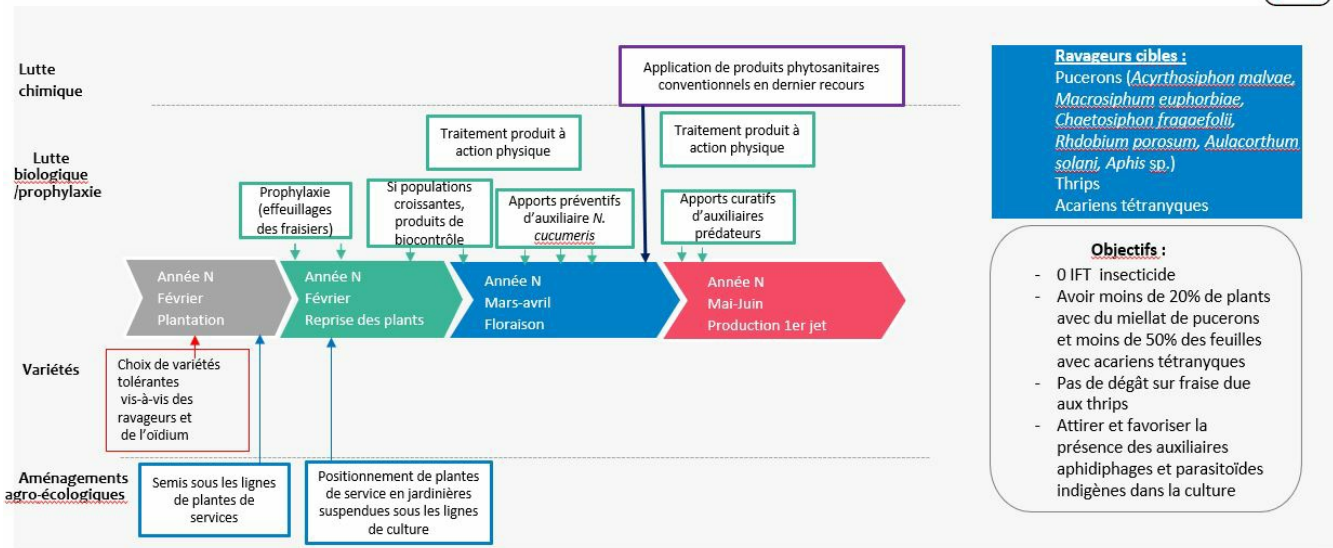 Lutte
chimique
Application de produits phytosanitaires
conventionnels en dernier recours
Lutte
biologique
/prophylaxie
Traitement produit à
action physique
Traitement produit à
action physique
Prophylaxie
(effeuillages
des fraisiers)
Si populations
croissantes,
produits de
biocontrôle
Apports préventifs
d'auxiliaire N.
cucumeris
Apports curatifs
d'auxiliaires
prédateurs
Année N
Février
Plantation
Année N
Février
Reprise des plants
Année N
Mars-avril
Floraison
Année N
Mai-Juin
Production 1er jet
Variétés
Choix de variétés
tolérantes
vis-à-vis des
ravageurs et
de l'oïdium
Aménagements
agro-écologiques
Semis sous les lignes
de plantes de
services
Positionnement de plantes
de service en jardinières
suspendues sous les lignes
de culture
Ravageurs cibles :
Pucerons (Acyrthosiphon malvae,
Macrosiphum euphorbiae,
Chaetosiphon fragaefolii,
Rhdobium porosum, Aulacorthum
solani, Aphis sp.)
Thrips
Acariens tétranyques
Objectifs :
- 0 IFT insecticide
- Avoir moins de 20% de plants
avec du miellat de pucerons
et moins de 50% des feuilles
avec acariens tétranyques
- Pas de dégât sur fraise due
aux thrips
- Attirer et favoriser la
présence des auxiliaires
aphidiphages et parasitoïdes
indigènes dans la culture